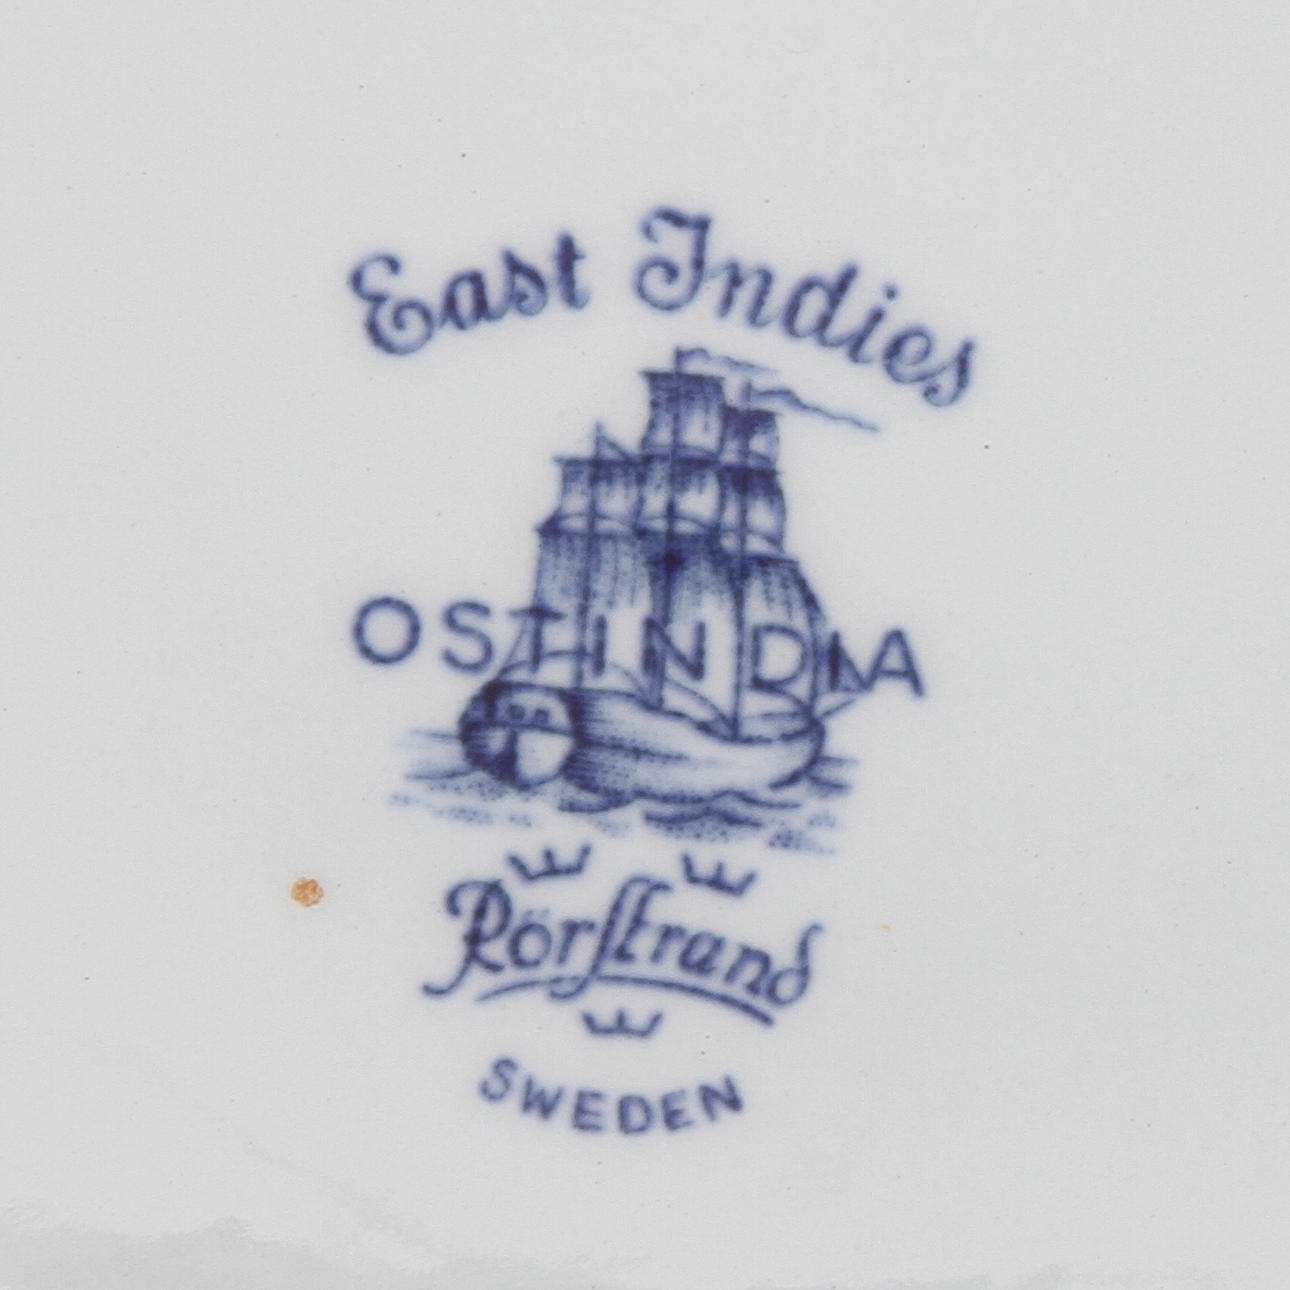 East Indies
OSTINDIA
Rörstrand
SWEDEN